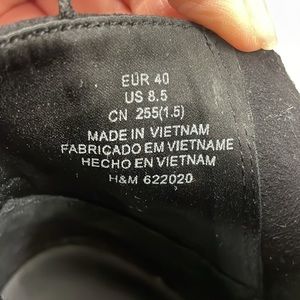 EUR 40
US 8.5
CN 255(1.5)
MADE IN VIETNAM
FABRICADO EM VIETNAME
HECHO EN VIETNAM
H&M 622020